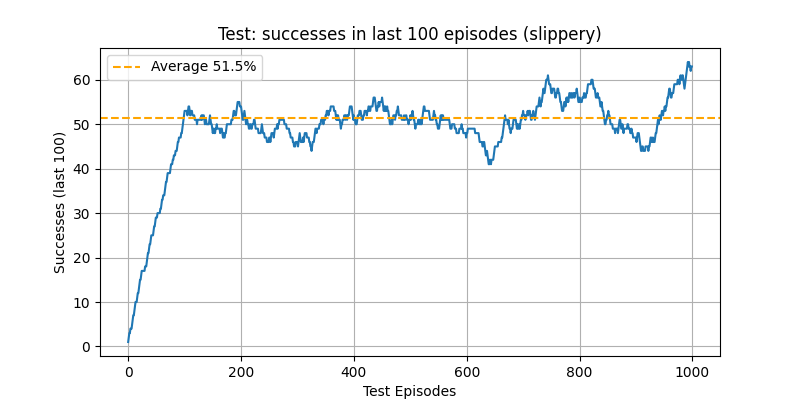 Test: successes in last 100 episodes (slippery)
Average 51.5%
Successes (last 100)
60
50
40
30
20
10
0
0 200 400 600 800 1000
Test Episodes